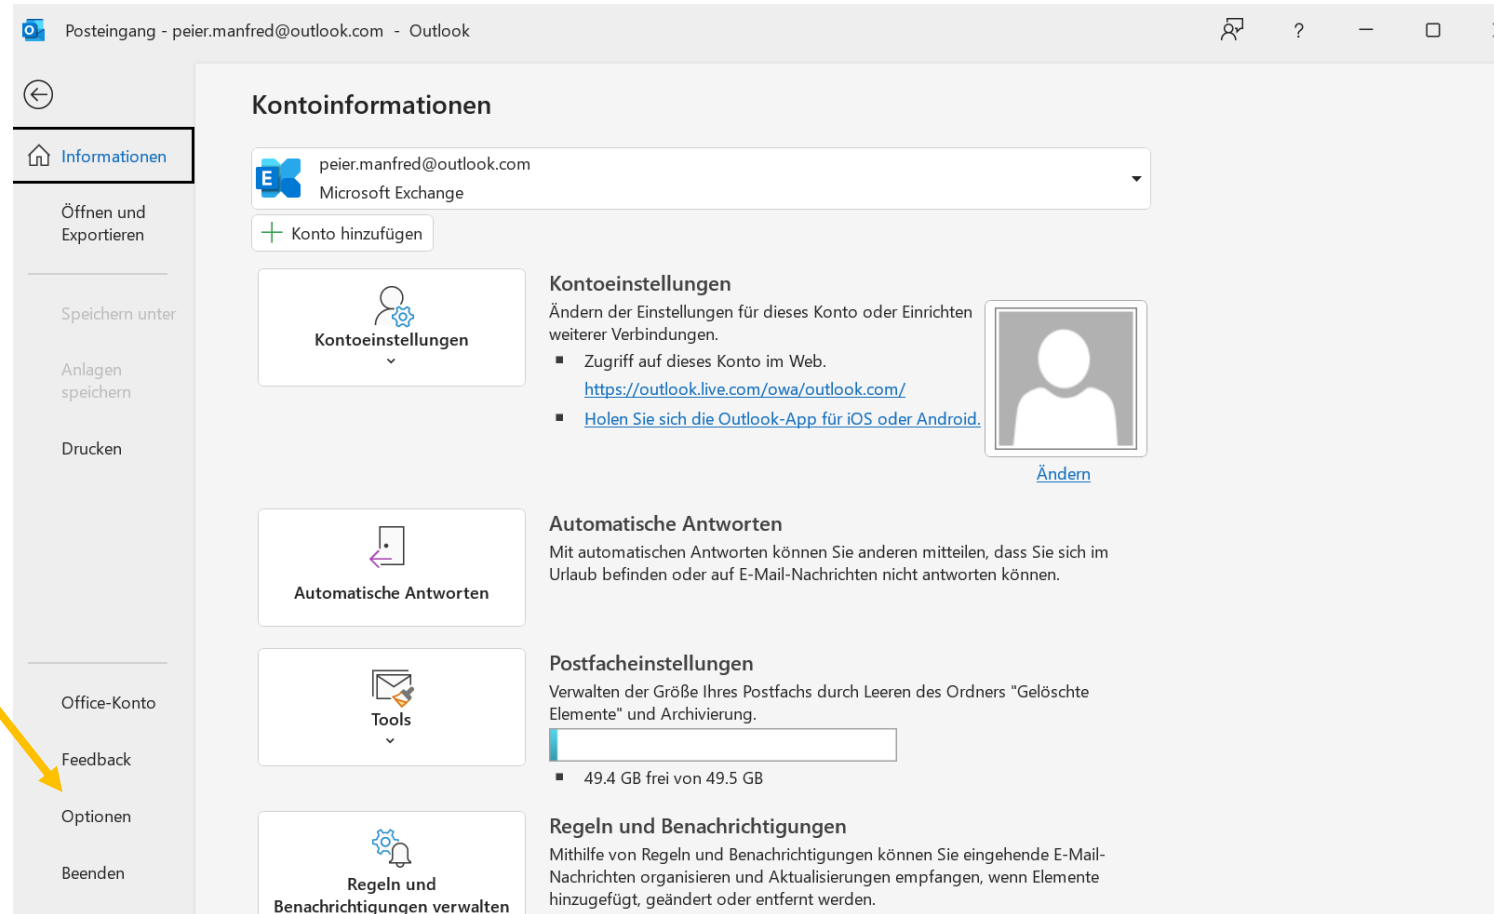 Posteingang - peier.manfred@outlook.com - Outlook
?
Kontoinformationen
Informationen
Öffnen und
Exportieren
Speichern unter
Anlagen
speichern
Drucken
Office-Konto
Feedback
Optionen
Beenden
E
peier.manfred@outlook.com
Microsoft Exchange
Konto hinzufügen
Kontoeinstellungen
Kontoeinstellungen
Ändern der Einstellungen für dieses Konto oder Einrichten
weiterer Verbindungen.
Zugriff auf dieses Konto im Web.
https://outlook.live.com/owa/outlook.com/
Holen Sie sich die Outlook-App für iOS oder Android.
Ändern
Automatische Antworten
Automatische Antworten
Mit automatischen Antworten können Sie anderen mitteilen, dass Sie sich im
Urlaub befinden oder auf E-Mail-Nachrichten nicht antworten können.
Tools
Postfacheinstellungen
Verwalten der Größe Ihres Postfachs durch Leeren des Ordners "Gelöschte
Elemente" und Archivierung.
49.4 GB frei von 49.5 GB
Regeln und
Benachrichtigungen verwalten
Regeln und Benachrichtigungen
Mithilfe von Regeln und Benachrichtigungen können Sie eingehende E-Mail-
Nachrichten organisieren und Aktualisierungen empfangen, wenn Elemente
hinzugefügt, geändert oder entfernt werden.